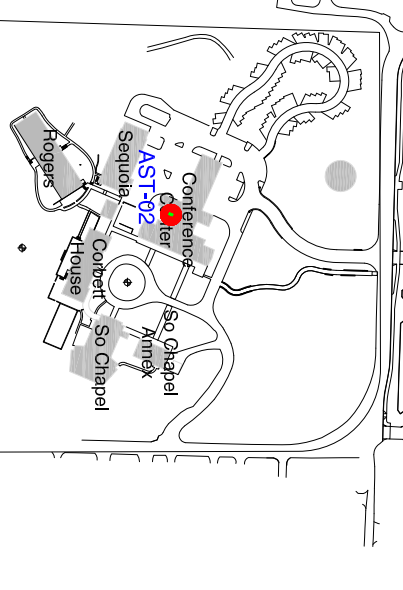 Rogers
Sequoia
AST-02
Conference
Center
Corbett
House
So Chapel
Annex
So Chapel